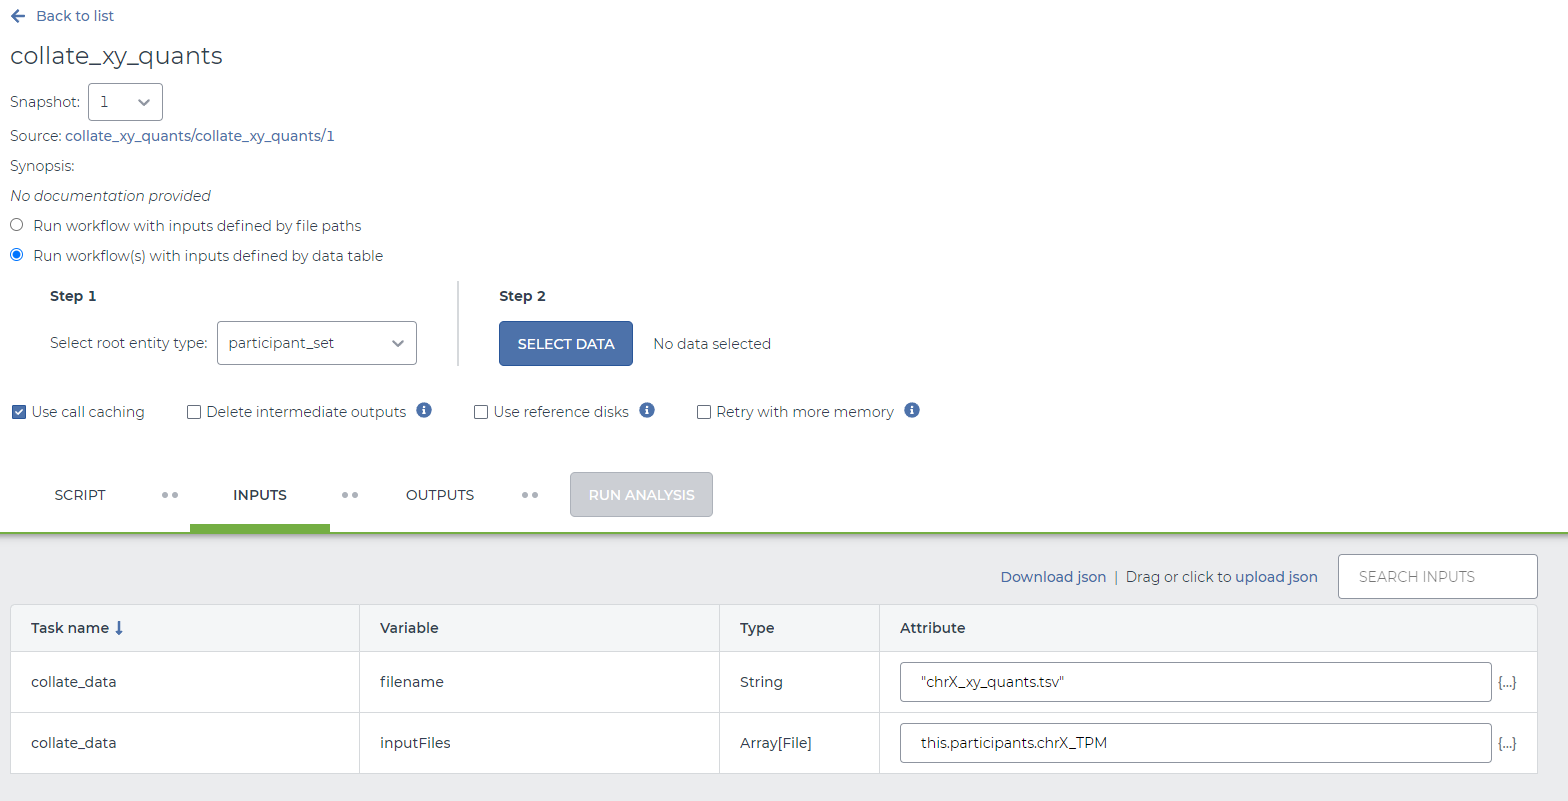 Back to list
collate_xy_quants
Snapshot: 1
Source: collate_xy_quants/collate_xy_quants/1
Synopsis:
No documentation provided
Run workflow with inputs defined by file paths
Run workflow(s) with inputs defined by data table
Step 1
Select root entity type: participant_set
Step 2
SELECT DATA No data selected
Use call caching Delete intermediate outputs Use reference disks Retry with more memory
SCRIPT INPUTS OUTPUTS RUN ANALYSIS
Download json | Drag or click to upload json SEARCH INPUTS
Task name Variable Type Attribute
collate_data filename String "chrX_xy_quants.tsv" {...}
collate_data inputFiles Array[File] this.participants.chrX_TPM {...}